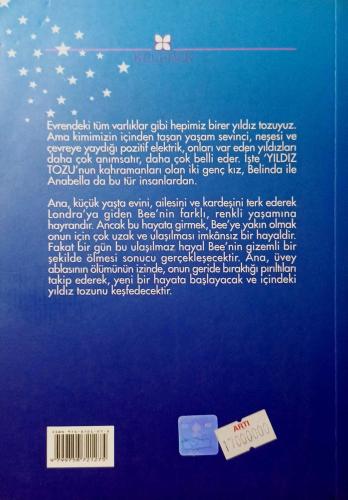 KELEBEK
Evrendeki tüm varlıklar gibi hepimiz birer yıldız tozuyuz.
Ama kimimizin içinden taşan yaşam sevinci, neşesi ve
çevreye yaydığı pozitif elektrik, onları var eden yıldızları
daha çok anımsatır, daha çok belli eder. İşte 'YILDIZ
TOZU'nun kahramanları olan iki genç kız, Belinda ile
Anabella da bu tür insanlardan.
Ana, küçük yaşta evini, ailesini ve kardeşini terk ederek
Londra'ya giden Bee'nin farklı, renkli yaşamına
hayrandır. Ancak bu hayata girmek, Bee'ye yakın olmak
onun için çok uzak ve ulaşılması imkânsız bir hayaldir.
Fakat bir gün bu ulaşılmaz hayal Bee'nin gizemli bir
şekilde ölmesi sonucu gerçekleşecektir. Ana, üvey
ablasının ölümünün izinde, onun geride bıraktığı pırıltıları
takip ederek, yeni bir hayata başlayacak ve içindeki
yıldız tozunu keşfedecektir.
ARTI
17000000